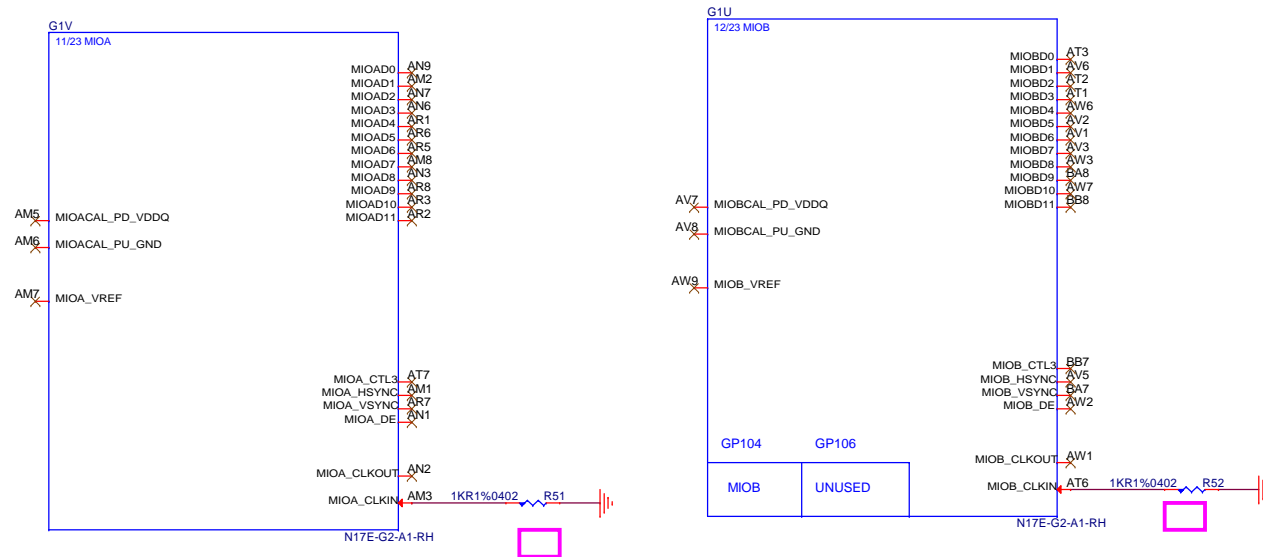 G1V
11/23 MIOA
MIOAD0 AN9
MIOAD1 AM2
MIOAD2 AN7
MIOAD3 AN6
MIOAD4 AR1
MIOAD5 AR6
MIOAD6 AR5
MIOAD7 AM8
MIOAD8 AN3
MIOAD9 AR8
MIOAD10 AR3
MIOAD11 AR2
AM5 MIOACAL_PD_VDDQ
AM6 MIOACAL_PU_GND
AM7 MIOA_VREF
MIOA_CTL3 AT7
MIOA_HSYNC AM1
MIOA_VSYNC AR7
MIOA_DE AN1
MIOA_CLKOUT AN2
MIOA_CLKIN AM3 1KR1%0402 R51
N17E-G2-A1-RH
G1U
12/23 MIOB
MIOBD0 AT3
MIOBD1 AV6
MIOBD2 AT2
MIOBD3 AT1
MIOBD4 AW6
MIOBD5 AV2
MIOBD6 AV1
MIOBD7 AV3
MIOBD8 AW3
MIOBD9 BA8
MIOBD10 AW7
MIOBD11 BB8
AV7 MIOBCAL_PD_VDDQ
AV8 MIOBCAL_PU_GND
AW9 MIOB_VREF
MIOB_CTL3 BB7
MIOB_HSYNC AV5
MIOB_VSYNC BA7
MIOB_DE AW2
GP104 GP106
MIOB_CLKOUT AW1
MIOB UNUSED
MIOB_CLKIN AT6 1KR1%0402 R52
N17E-G2-A1-RH